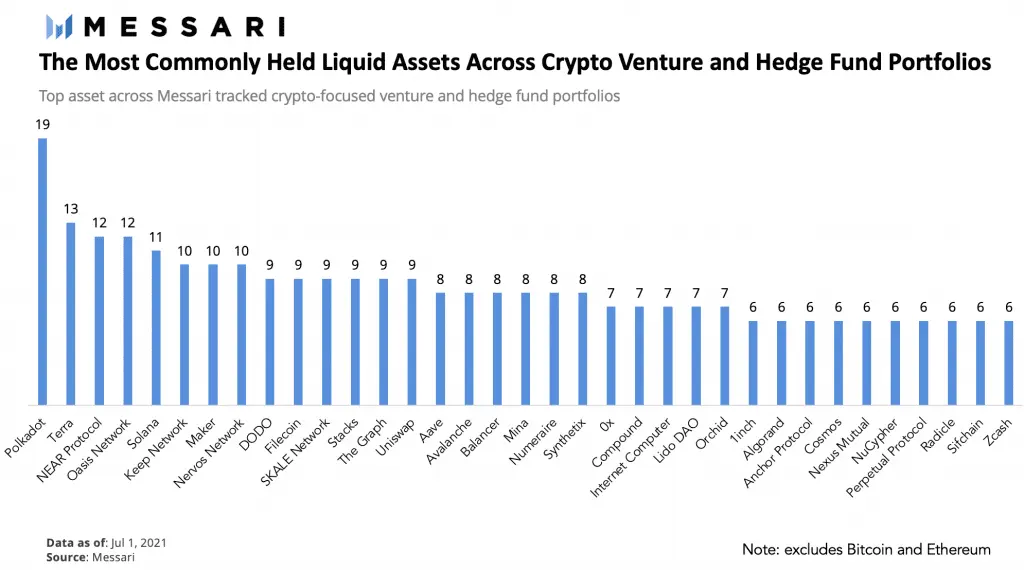 MESSARI
The Most Commonly Held Liquid Assets Across Crypto Venture and Hedge Fund Portfolios
Top asset across Messari tracked crypto-focused venture and hedge fund portfolios
19
13
12
12
11
10
10
10
9
9
9
9
9
9
8
8
8
8
8
8
7
7
7
7
7
6
6
6
6
6
6
6
6
6
6
Polkadot
Terra
NEAR Protocol
Oasis Network
Solana
Keep Network
Maker
Nervos Network
DODO
Filecoin
SKALE Network
Stacks
The Graph
Uniswap
Aave
Avalanche
Balancer
Mina
Numeraire
Synthetix
0x
Compound
Internet Computer
Lido DAO
Orchid
1inch
Algorand
Anchor Protocol
Cosmos
Nexus Mutual
NuCypher
Perpetual Protocol
Radicle
Sifchain
Zcash
Data as of: Jul 1, 2021
Source: Messari
Note: excludes Bitcoin and Ethereum